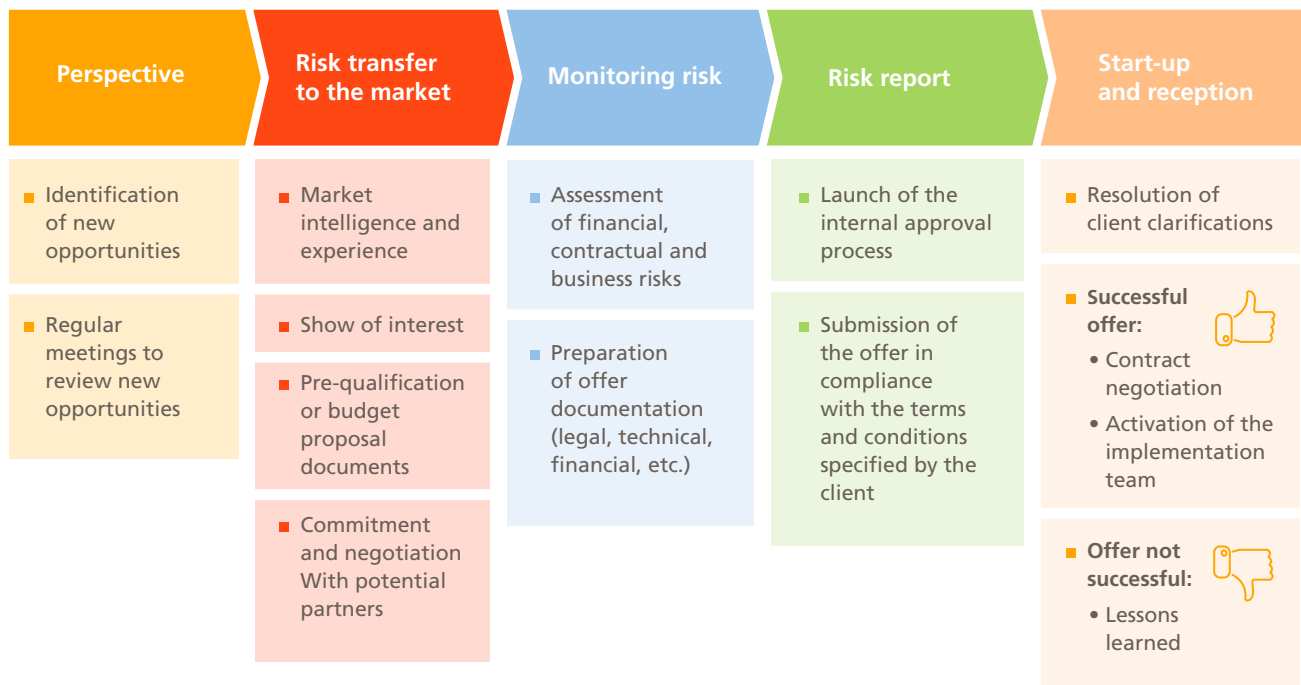 Perspective
Risk transfer
to the market
Monitoring risk
Risk report
Start-up
and reception
Identification
of new
opportunities
Regular
meetings to
review new
opportunities
Market
intelligence and
experience
Show of interest
Pre-qualification
or budget
proposal
documents
Commitment
and negotiation
With potential
partners
Assessment
of financial,
contractual and
business risks
Preparation
of offer
documentation
(legal, technical,
financial, etc.)
Launch of the
internal approval
process
Submission of
the offer in
compliance
with the terms
and conditions
specified by the
client
Resolution of
client clarifications
Successful
offer:
• Contract
negotiation
• Activation of the
implementation
team
Offer not
successful:
• Lessons
learned